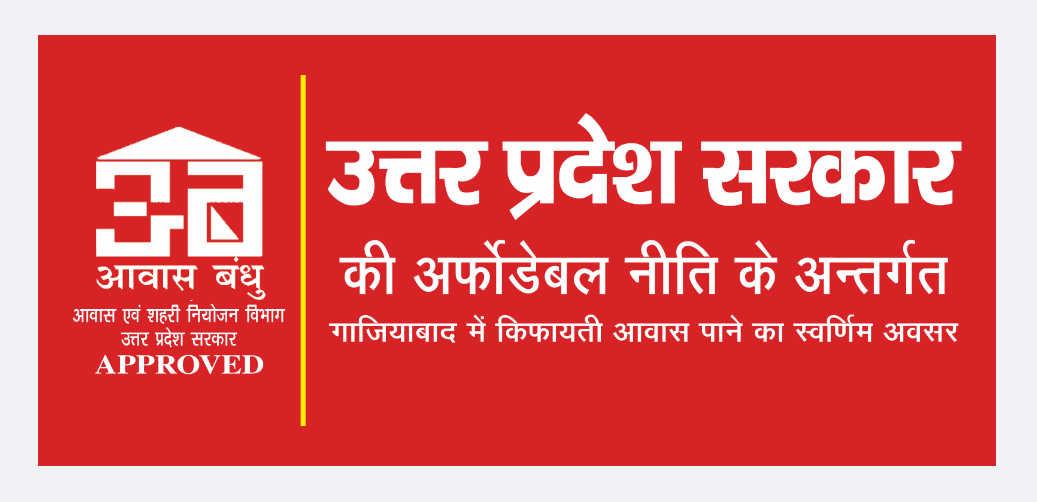 आवास बंधु
आवास एवं शहरी नियोजन विभाग
उत्तर प्रदेश सरकार
APPROVED
उत्तर प्रदेश सरकार
की अर्फोडेबल नीति के अन्तर्गत
गाजियाबाद में किफायती आवास पाने का स्वर्णिम अवसर